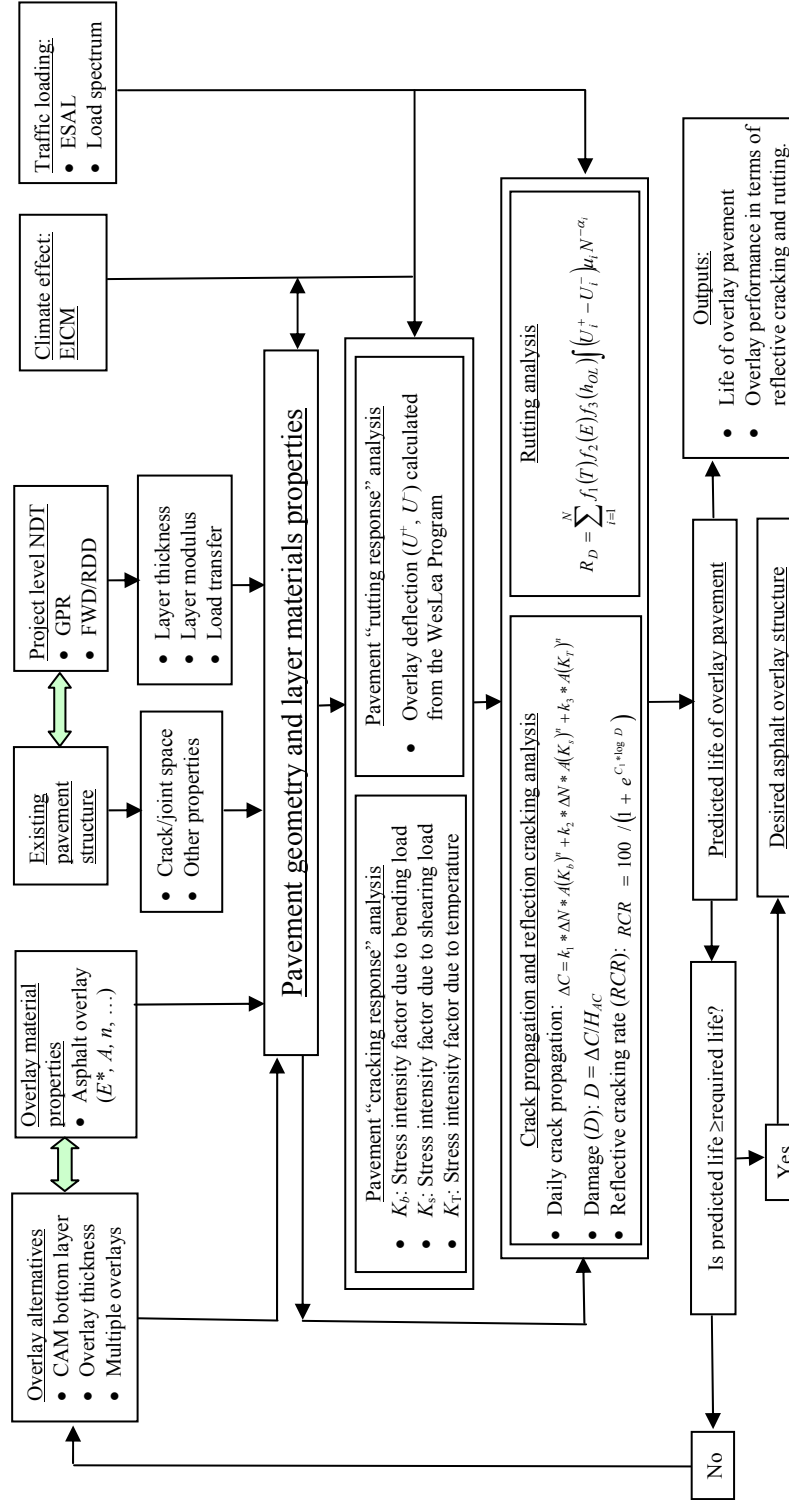 Overlay alternatives
• CAM bottom layer
• Overlay thickness
• Multiple overlays
Overlay material
properties
• Asphalt overlay
(E*, A, n, …)
Existing
pavement
structure
Project level NDT
• GPR
• FWD/RDD
Climate effect:
EICM
Traffic loading:
• ESAL
• Load spectrum
• Crack/joint space
• Other properties
• Layer thickness
• Layer modulus
• Load transfer
Pavement geometry and layer materials properties
Pavement “cracking response” analysis
• K_b: Stress intensity factor due to bending load
• K_s: Stress intensity factor due to shearing load
• K_T: Stress intensity factor due to temperature
Pavement “rutting response” analysis
• Overlay deflection (U⁺, U⁻) calculated
from the WesLea Program
Crack propagation and reflection cracking analysis
• Daily crack propagation: ΔC = k₁ * ΔN * A(K_b)ⁿ + k₂ * ΔN * A(K_s)ⁿ + k₃ * A(K_T)ⁿ
• Damage (D): D = ΔC/H_AC
• Reflective cracking rate (RCR): RCR = 100 /(1 + e^(C₁*log D))
Rutting analysis
R_D = ∑_{i=1}^{N} f₁(T) f₂(E) f₃(h_OL) ∫(U_i⁺ − U_i⁻) μ_i N^(−α_i)
No
Is predicted life ≥required life?
Predicted life of overlay pavement
Outputs:
• Life of overlay pavement
• Overlay performance in terms of
reflective cracking and rutting.
Yes
Desired asphalt overlay structure